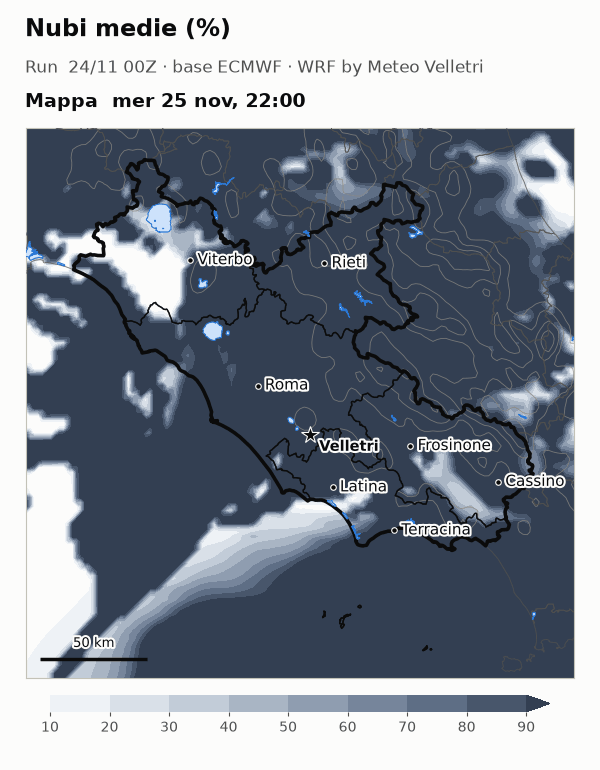 Nubi medie (%)
Run  24/11 00Z · base ECMWF · WRF by Meteo Velletri
Mappa  mer 25 nov, 22:00
Viterbo
Rieti
Roma
Velletri
Frosinone
Cassino
Latina
Terracina
50 km
10 20 30 40 50 60 70 80 90